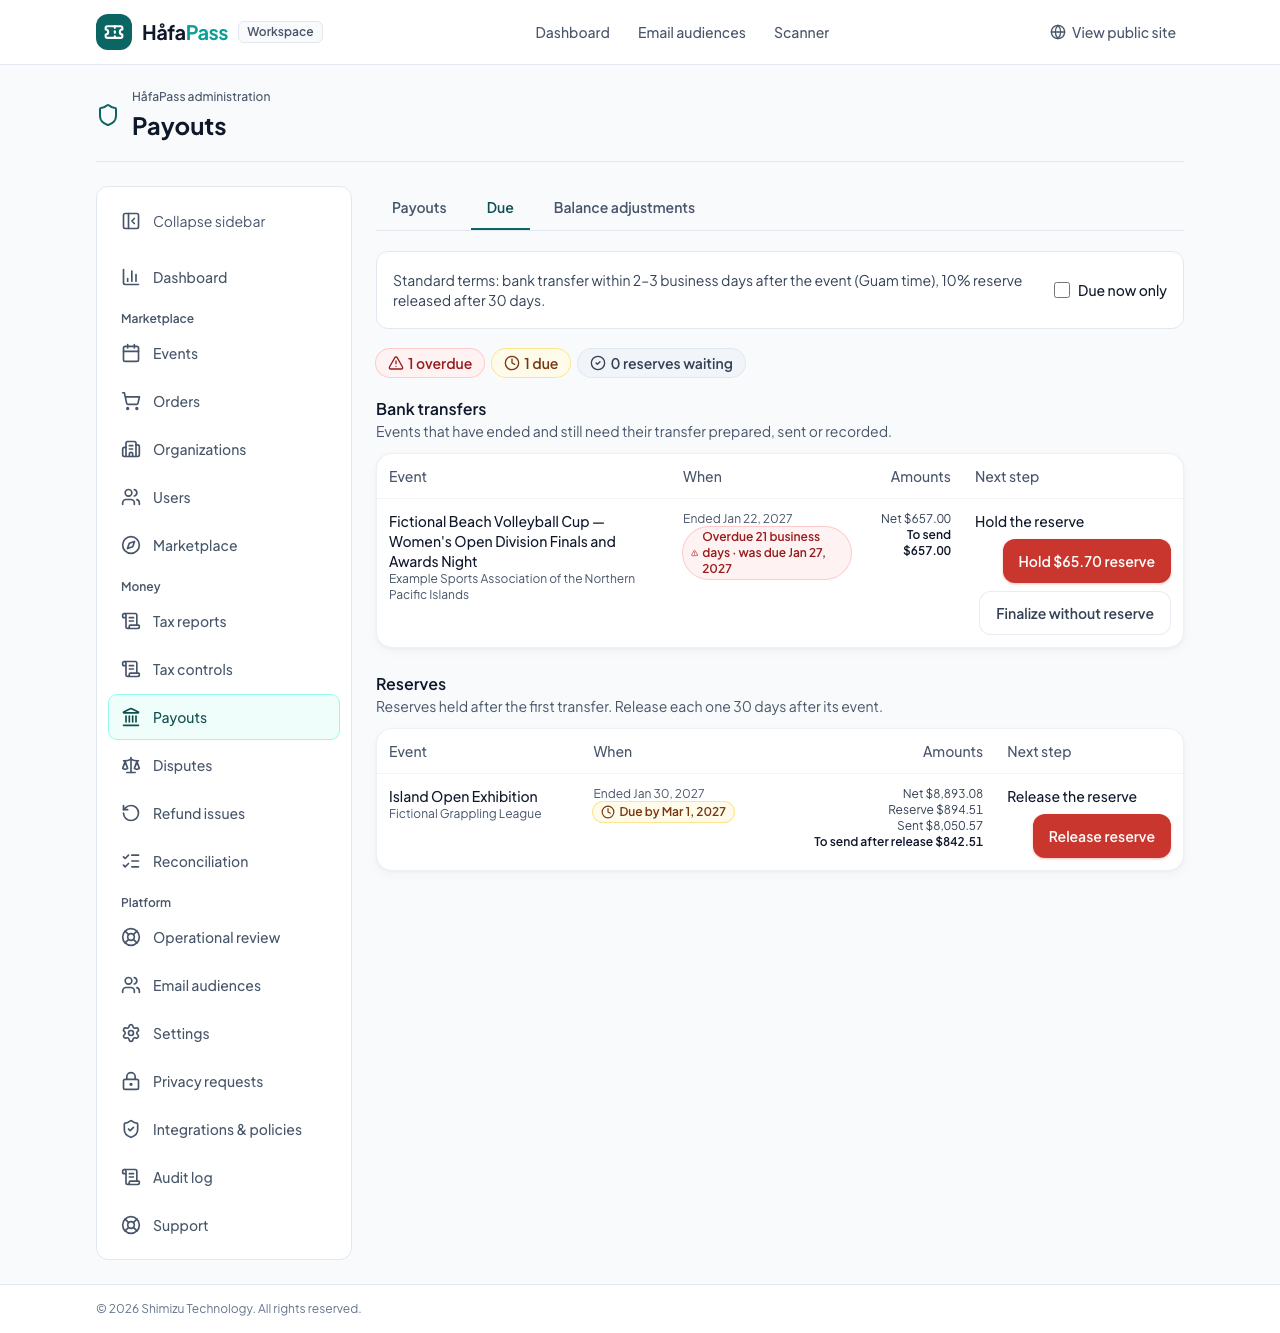 HåfaPass
Workspace
Dashboard
Email audiences
Scanner
View public site
HåfaPass administration
Payouts
Collapse sidebar
Dashboard
Marketplace
Events
Orders
Organizations
Users
Marketplace
Money
Tax reports
Tax controls
Payouts
Disputes
Refund issues
Reconciliation
Platform
Operational review
Email audiences
Settings
Privacy requests
Integrations & policies
Audit log
Support
Payouts
Due
Balance adjustments
Standard terms: bank transfer within 2–3 business days after the event (Guam time), 10% reserve
released after 30 days.
Due now only
1 overdue
1 due
0 reserves waiting
Bank transfers
Events that have ended and still need their transfer prepared, sent or recorded.
Event
When
Amounts
Next step
Fictional Beach Volleyball Cup —
Women's Open Division Finals and
Awards Night
Example Sports Association of the Northern
Pacific Islands
Ended Jan 22, 2027
Overdue 21 business
days · was due Jan 27,
2027
Net $657.00
To send
$657.00
Hold the reserve
Hold $65.70 reserve
Finalize without reserve
Reserves
Reserves held after the first transfer. Release each one 30 days after its event.
Event
When
Amounts
Next step
Island Open Exhibition
Fictional Grappling League
Ended Jan 30, 2027
Due by Mar 1, 2027
Net $8,893.08
Reserve $894.51
Sent $8,050.57
To send after release $842.51
Release the reserve
Release reserve
© 2026 Shimizu Technology. All rights reserved.